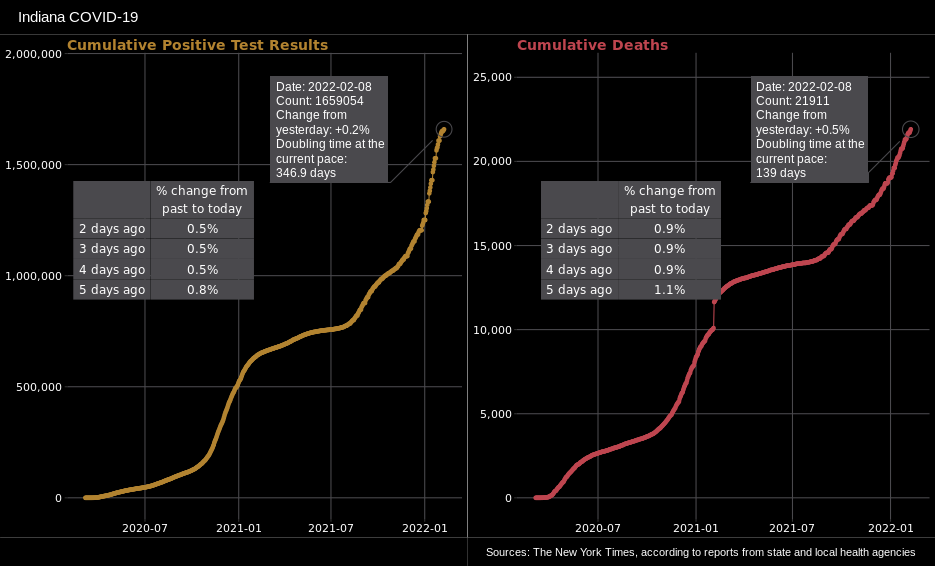 Indiana COVID-19
Cumulative Positive Test Results
2,000,000
1,500,000
1,000,000
500,000
0
Date: 2022-02-08
Count: 1659054
Change from
yesterday: +0.2%
Doubling time at the
current pace:
346.9 days
% change from
past to today
2 days ago 0.5%
3 days ago 0.5%
4 days ago 0.5%
5 days ago 0.8%
2020-07 2021-01 2021-07 2022-01
Cumulative Deaths
25,000
20,000
15,000
10,000
5,000
0
Date: 2022-02-08
Count: 21911
Change from
yesterday: +0.5%
Doubling time at the
current pace:
139 days
% change from
past to today
2 days ago 0.9%
3 days ago 0.9%
4 days ago 0.9%
5 days ago 1.1%
2020-07 2021-01 2021-07 2022-01
Sources: The New York Times, according to reports from state and local health agencies